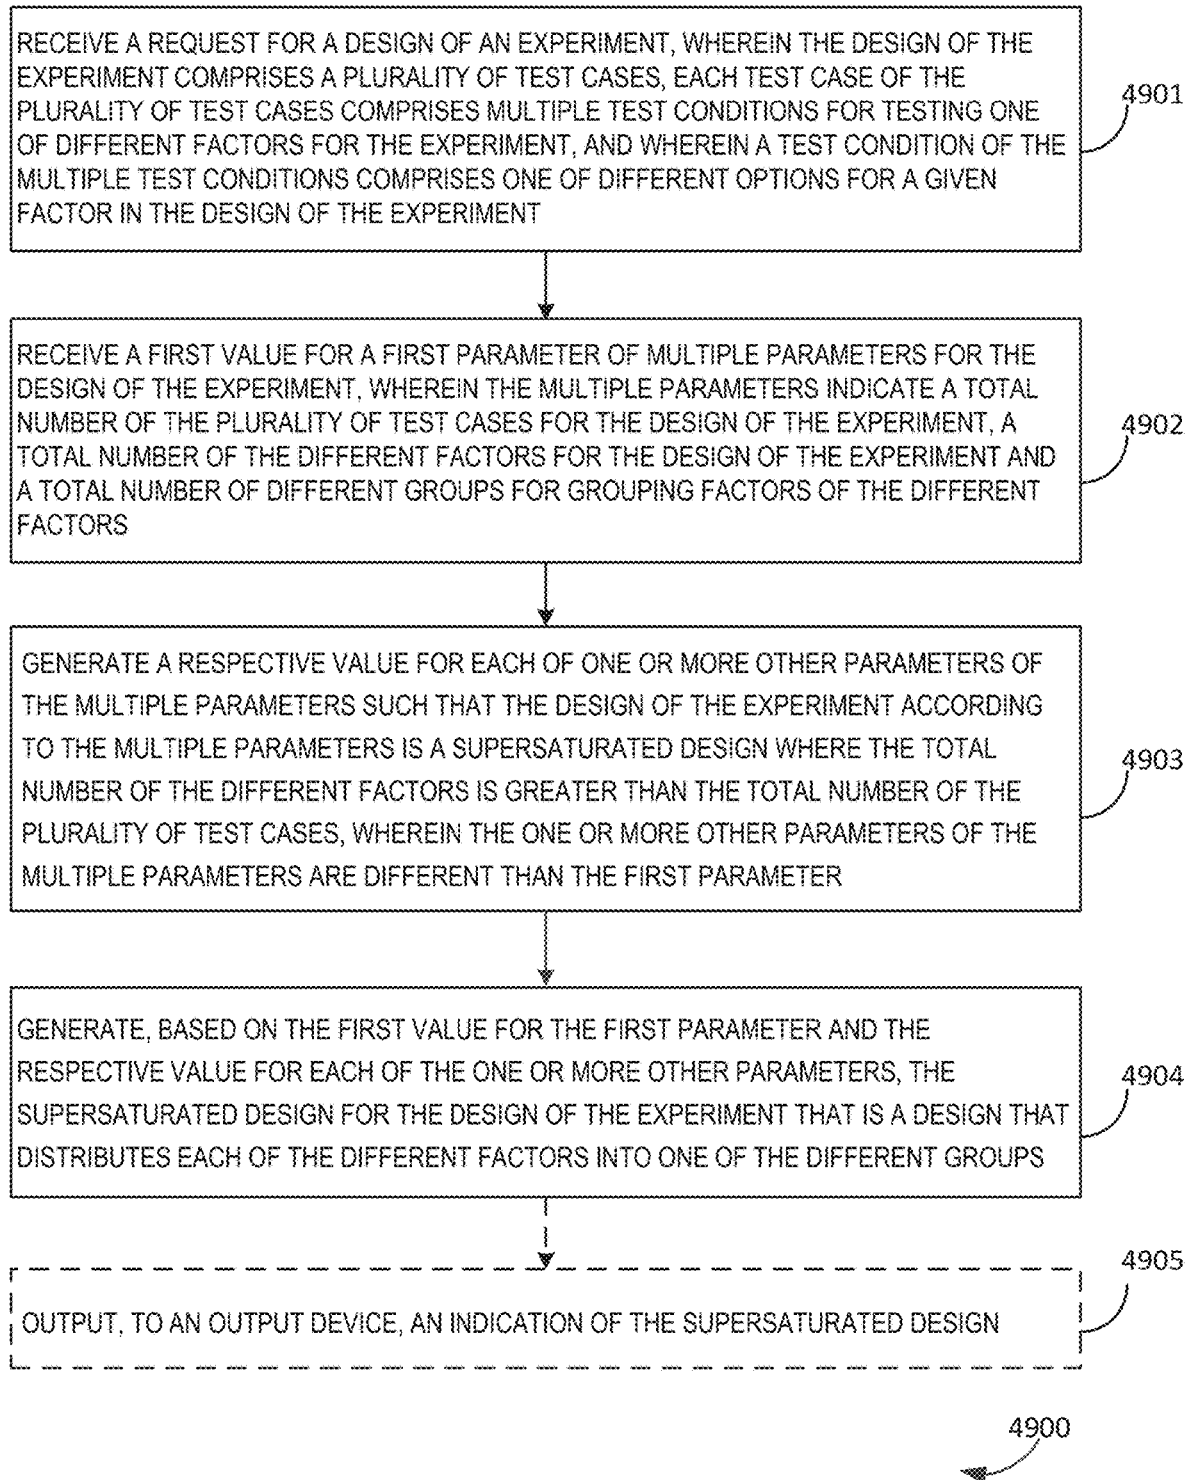 RECEIVE A REQUEST FOR A DESIGN OF AN EXPERIMENT, WHEREIN THE DESIGN OF THE
EXPERIMENT COMPRISES A PLURALITY OF TEST CASES, EACH TEST CASE OF THE
PLURALITY OF TEST CASES COMPRISES MULTIPLE TEST CONDITIONS FOR TESTING ONE
OF DIFFERENT FACTORS FOR THE EXPERIMENT, AND WHEREIN A TEST CONDITION OF THE
MULTIPLE TEST CONDITIONS COMPRISES ONE OF DIFFERENT OPTIONS FOR A GIVEN
FACTOR IN THE DESIGN OF THE EXPERIMENT
4901
RECEIVE A FIRST VALUE FOR A FIRST PARAMETER OF MULTIPLE PARAMETERS FOR THE
DESIGN OF THE EXPERIMENT, WHEREIN THE MULTIPLE PARAMETERS INDICATE A TOTAL
NUMBER OF THE PLURALITY OF TEST CASES FOR THE DESIGN OF THE EXPERIMENT, A
TOTAL NUMBER OF THE DIFFERENT FACTORS FOR THE DESIGN OF THE EXPERIMENT AND
A TOTAL NUMBER OF DIFFERENT GROUPS FOR GROUPING FACTORS OF THE DIFFERENT
FACTORS
4902
GENERATE A RESPECTIVE VALUE FOR EACH OF ONE OR MORE OTHER PARAMETERS OF
THE MULTIPLE PARAMETERS SUCH THAT THE DESIGN OF THE EXPERIMENT ACCORDING
TO THE MULTIPLE PARAMETERS IS A SUPERSATURATED DESIGN WHERE THE TOTAL
NUMBER OF THE DIFFERENT FACTORS IS GREATER THAN THE TOTAL NUMBER OF THE
PLURALITY OF TEST CASES, WHEREIN THE ONE OR MORE OTHER PARAMETERS OF THE
MULTIPLE PARAMETERS ARE DIFFERENT THAN THE FIRST PARAMETER
4903
GENERATE, BASED ON THE FIRST VALUE FOR THE FIRST PARAMETER AND THE
RESPECTIVE VALUE FOR EACH OF THE ONE OR MORE OTHER PARAMETERS, THE
SUPERSATURATED DESIGN FOR THE DESIGN OF THE EXPERIMENT THAT IS A DESIGN THAT
DISTRIBUTES EACH OF THE DIFFERENT FACTORS INTO ONE OF THE DIFFERENT GROUPS
4904
OUTPUT, TO AN OUTPUT DEVICE, AN INDICATION OF THE SUPERSATURATED DESIGN
4905
4900